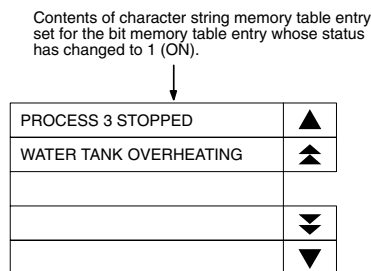 Contents of character string memory table entry
set for the bit memory table entry whose status
has changed to 1 (ON).
PROCESS 3 STOPPED
WATER TANK OVERHEATING